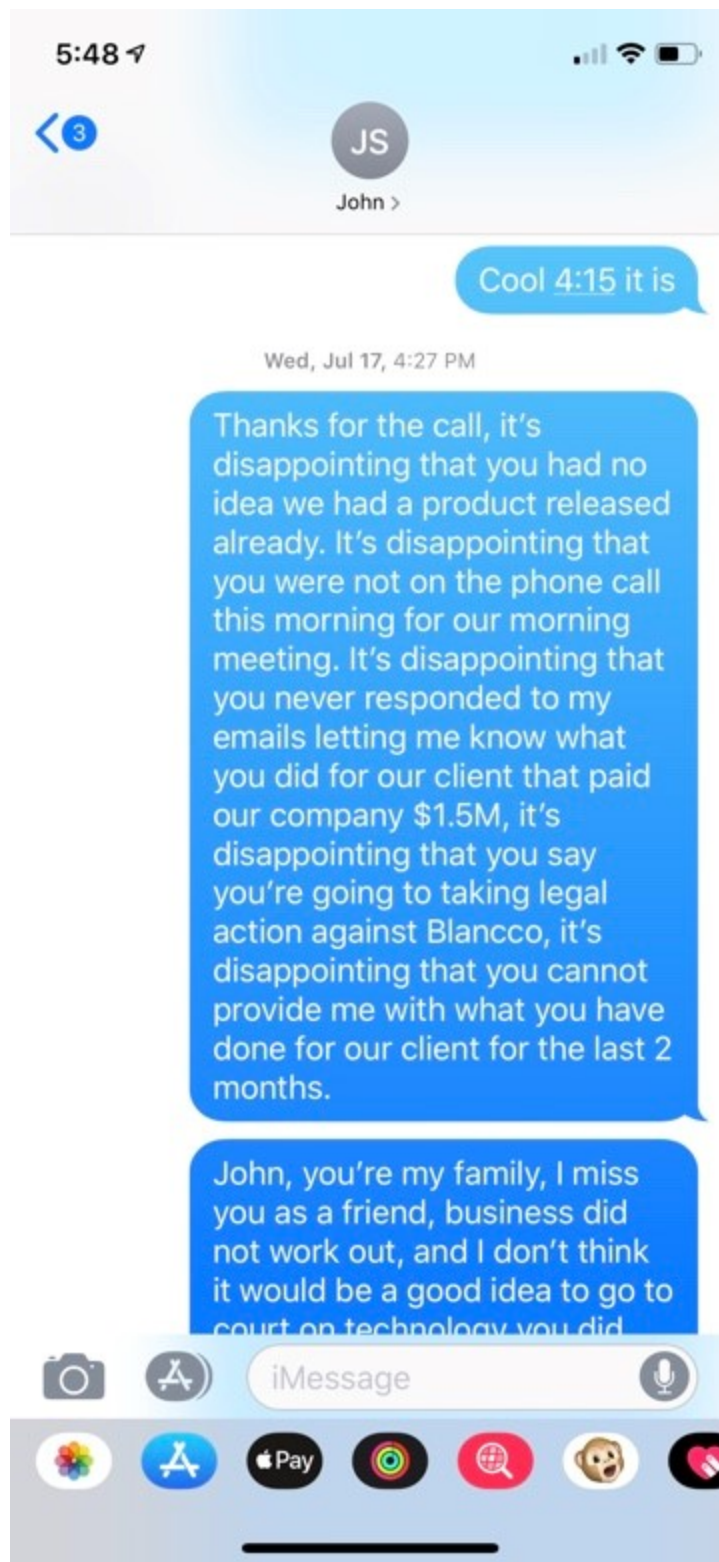 5:48
3
JS
John >
Cool 4:15 it is
Wed, Jul 17, 4:27 PM
Thanks for the call, it's
disappointing that you had no
idea we had a product released
already. It's disappointing that
you were not on the phone call
this morning for our morning
meeting. It's disappointing that
you never responded to my
emails letting me know what
you did for our client that paid
our company $1.5M, it's
disappointing that you say
you're going to taking legal
action against Blancco, it's
disappointing that you cannot
provide me with what you have
done for our client for the last 2
months.
John, you're my family, I miss
you as a friend, business did
not work out, and I don't think
it would be a good idea to go to
court on technology you did
iMessage
Pay